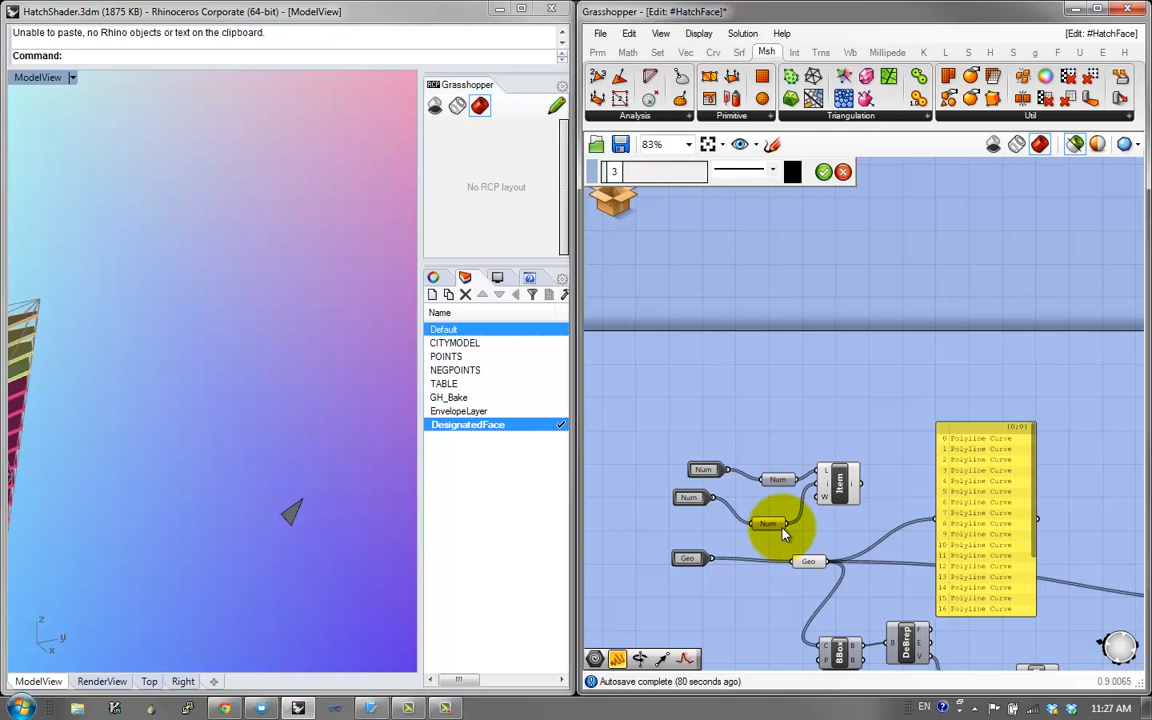 HatchShader.3dm (1875 KB) - Rhinoceros Corporate (64-bit) - [ModelView]
Unable to paste, no Rhino objects or text on the clipboard.
Command:
ModelView
z
y
x
ModelView RenderView Top Right
Grasshopper
No RCP layout
Name
Default
CITYMODEL
POINTS
NEGPOINTS
TABLE
GH_Bake
EnvelopeLayer
DesignatedFace
Grasshopper - [Edit: #HatchFace]*
File Edit View Display Solution Help [Edit: #HatchFace]
Prm Math Set Vec Crv Srf Msh Int Trns Wb Millipede K L S H S g f M U E H
Analysis Primitive Triangulation Util
83%
3
{0;0}
0 Polyline Curve
1 Polyline Curve
2 Polyline Curve
3 Polyline Curve
4 Polyline Curve
5 Polyline Curve
6 Polyline Curve
7 Polyline Curve
8 Polyline Curve
9 Polyline Curve
10 Polyline Curve
11 Polyline Curve
12 Polyline Curve
13 Polyline Curve
14 Polyline Curve
15 Polyline Curve
16 Polyline Curve
Num Num L i W Item i
Num Num
Geo Geo
C P BBox B B
B DeBrep F E V
Autosave complete (80 seconds ago)
0.9.0065
EN 11:27 AM